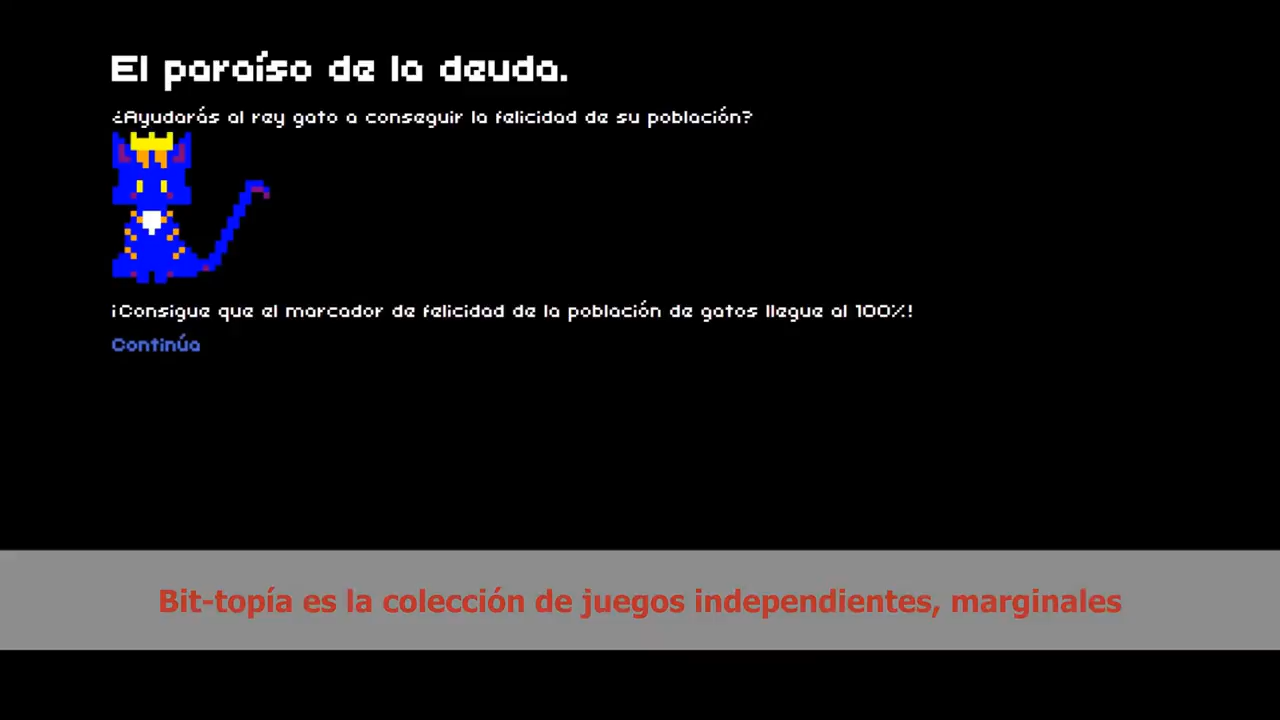 El paraíso de la deuda.
¿Ayudarás al rey gato a conseguir la felicidad de su población?
¡Consigue que el marcador de felicidad de la población de gatos llegue al 100%!
Continúa
Bit-topía es la colección de juegos independientes, marginales